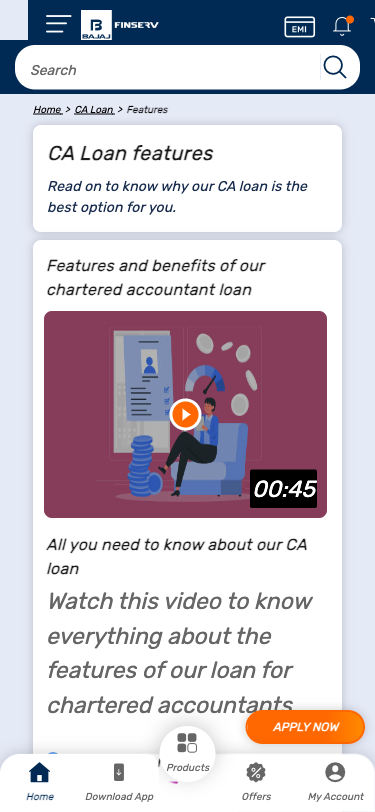 BAJAJ FINSERV
EMI
Search
Home > CA Loan > Features
CA Loan features
Read on to know why our CA loan is the
best option for you.
Features and benefits of our
chartered accountant loan
00:45
All you need to know about our CA
loan
Watch this video to know
everything about the
features of our loan for
chartered accountants
APPLY NOW
Home
Download App
Products
Offers
My Account